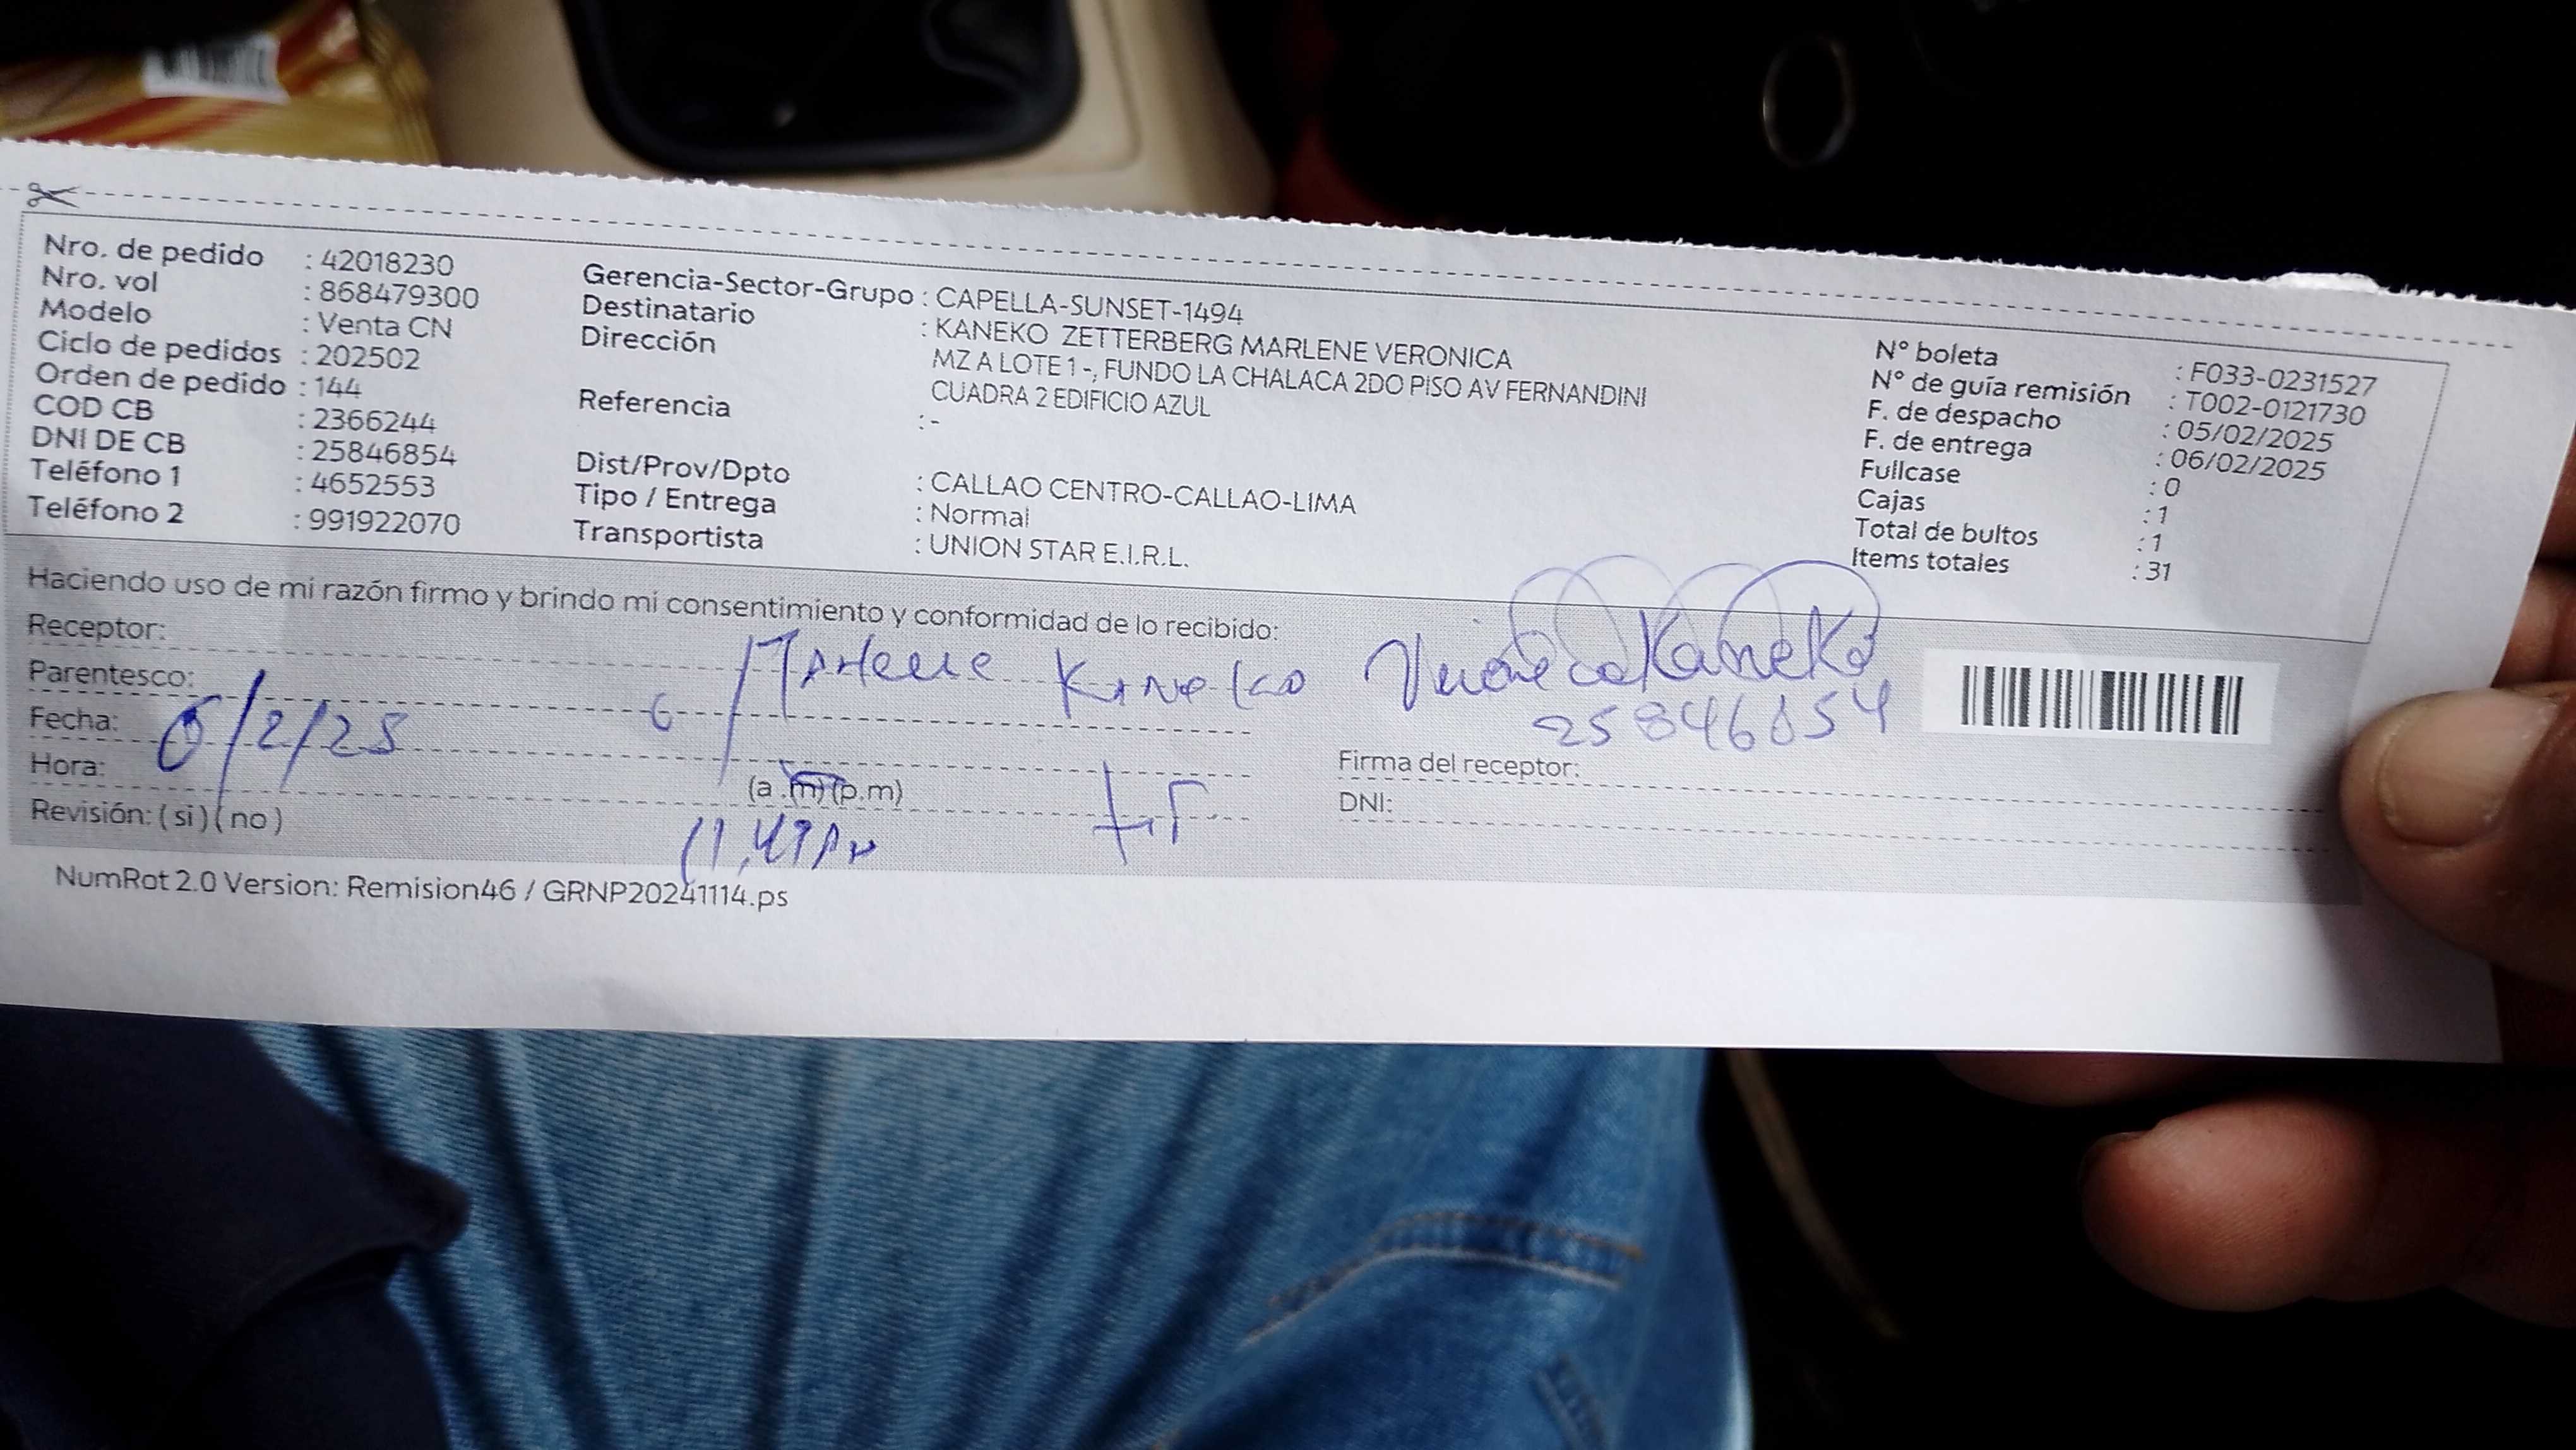 Nro. de pedido : 42018230
Nro. vol : 868479300
Modelo : Venta CN
Ciclo de pedidos : 202502
Orden de pedido : 144
COD CB : 2366244
DNI DE CB : 25846854
Teléfono 1 : 4652553
Teléfono 2 : 991922070
Gerencia-Sector-Grupo : CAPELLA-SUNSET-1494
Destinatario : KANEKO ZETTERBERG MARLENE VERONICA
Dirección MZ A LOTE 1 -, FUNDO LA CHALACA 2DO PISO AV FERNANDINI
CUADRA 2 EDIFICIO AZUL
Referencia : -
Dist/Prov/Dpto : CALLAO CENTRO-CALLAO-LIMA
Tipo / Entrega : Normal
Transportista : UNION STAR E.I.R.L.
N° boleta : F033-0231527
N° de guía remisión : T002-0121730
F. de despacho : 05/02/2025
F. de entrega : 06/02/2025
Fullcase : 0
Cajas : 1
Total de bultos : 1
Items totales : 31
Haciendo uso de mi razón firmo y brindo mi consentimiento y conformidad de lo recibido:
Receptor: Marlene Kaneko
Parentesco:
Fecha: 6/2/25
Hora: (a.m)(p.m)
Revisión: ( si ) ( no )
Kaneko
25846854
Firma del receptor:
DNI:
NumRot 2.0 Version: Remision46 / GRNP20241114.ps